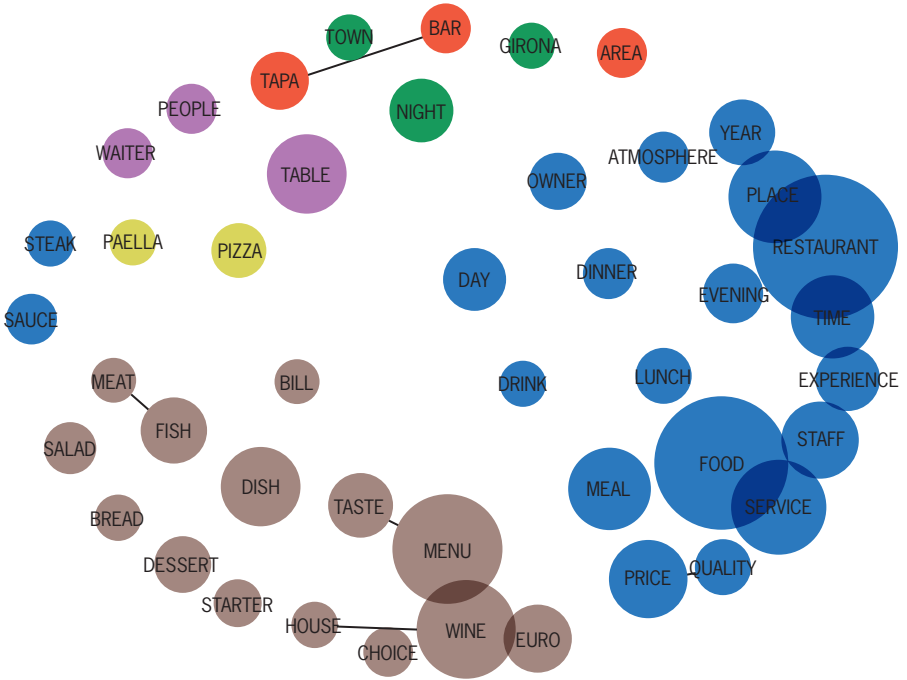 TOWN
BAR
GIRONA
AREA
TAPA
PEOPLE
NIGHT
YEAR
WAITER
ATMOSPHERE
TABLE
OWNER
PLACE
STEAK
PAELLA
PIZZA
RESTAURANT
DAY
DINNER
EVENING
SAUCE
TIME
MEAT
BILL
DRINK
LUNCH
EXPERIENCE
FISH
STAFF
SALAD
FOOD
DISH
MEAL
TASTE
SERVICE
BREAD
MENU
DESSERT
PRICE
QUALITY
STARTER
HOUSE
WINE
EURO
CHOICE